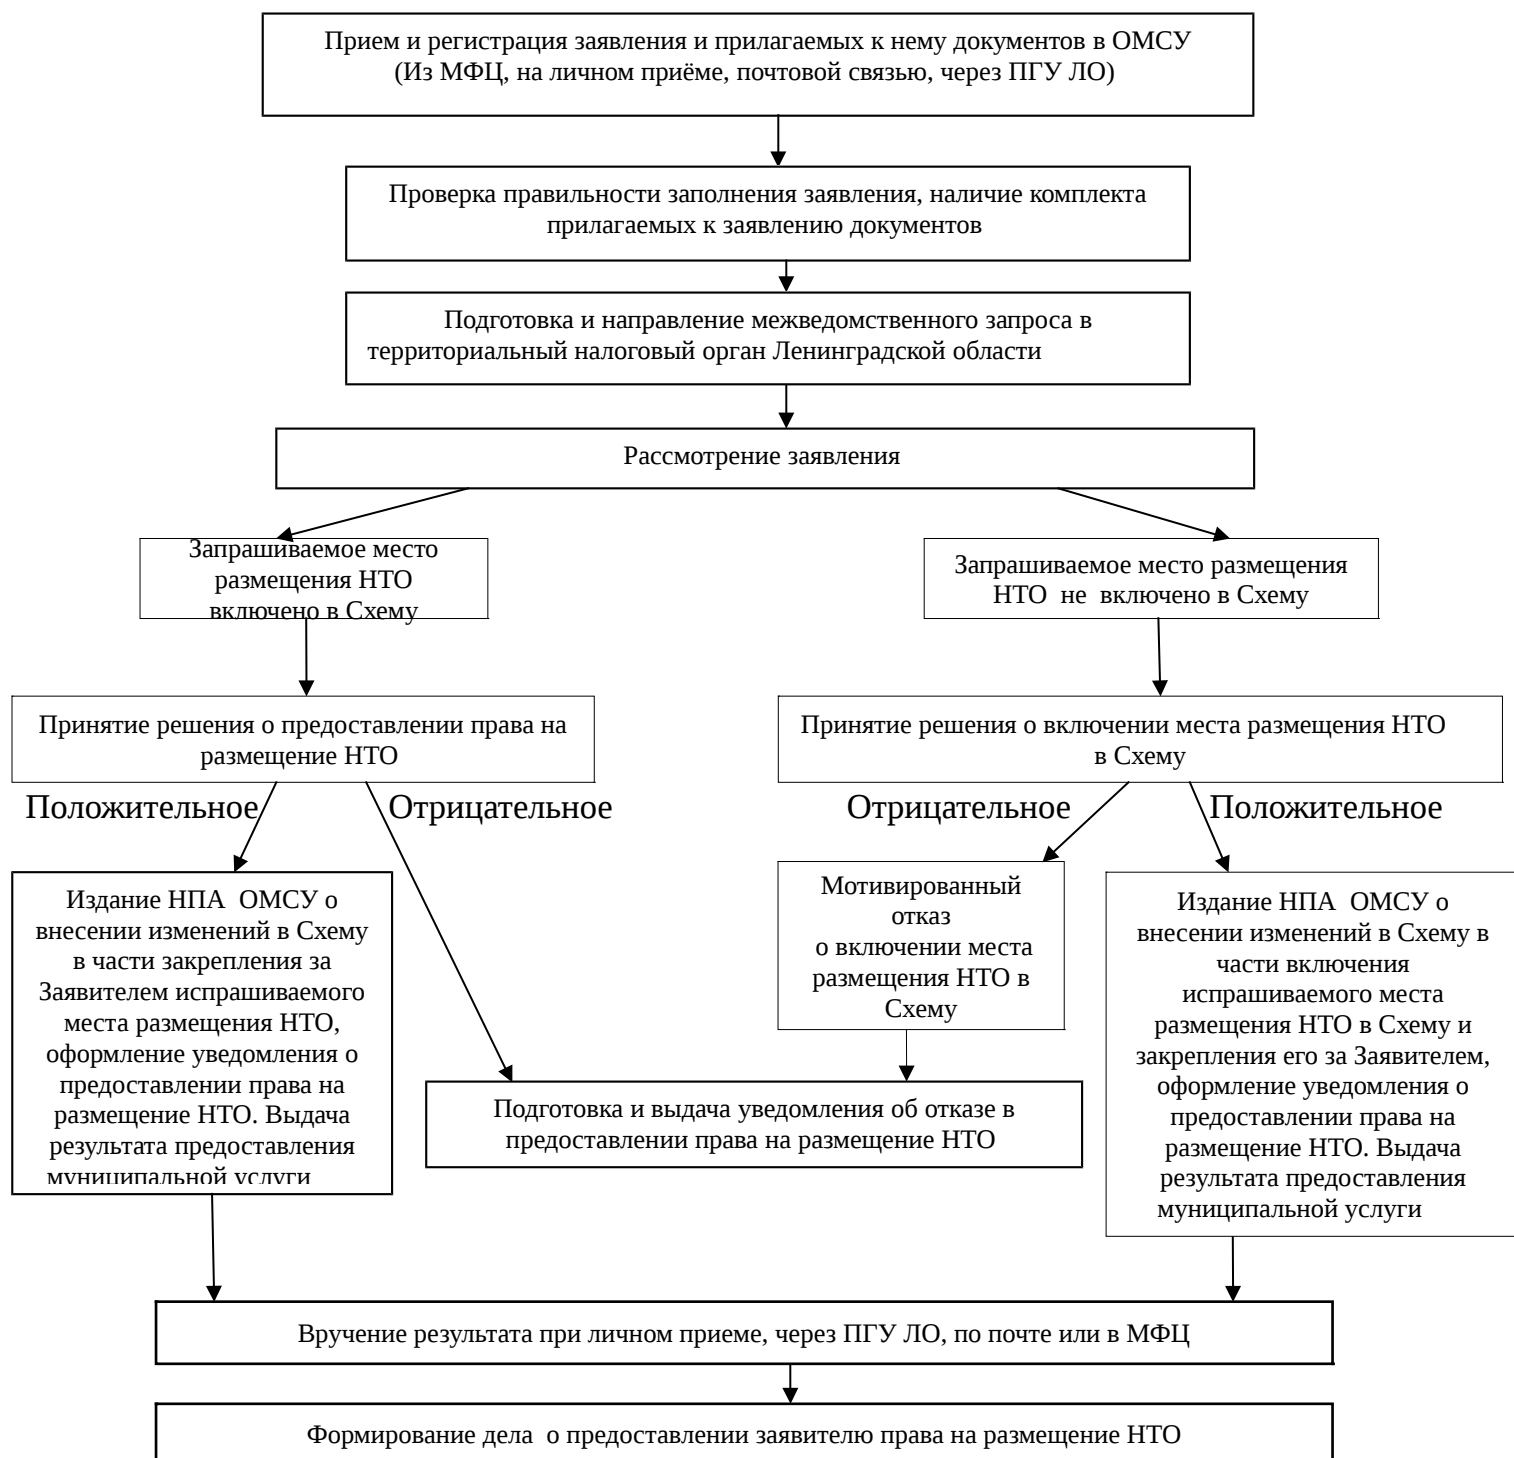 Прием и регистрация заявления и прилагаемых к нему документов в ОМСУ
(Из МФЦ, на личном приёме, почтовой связью, через ПГУ ЛО)
Проверка правильности заполнения заявления, наличие комплекта
прилагаемых к заявлению документов
Подготовка и направление межведомственного запроса в
территориальный налоговый орган Ленинградской области
Рассмотрение заявления
Запрашиваемое место
размещения НТО
включено в Схему
Запрашиваемое место размещения
НТО не включено в Схему
Принятие решения о предоставлении права на
размещение НТО
Принятие решения о включении места размещения НТО
в Схему
Положительное
Отрицательное
Отрицательное
Положительное
Издание НПА ОМСУ о
внесении изменений в Схему
в части закрепления за
Заявителем испрашиваемого
места размещения НТО,
оформление уведомления о
предоставлении права на
размещение НТО. Выдача
результата предоставления
муниципальной услуги
Мотивированный
отказ
о включении места
размещения НТО в
Схему
Издание НПА ОМСУ о
внесении изменений в Схему в
части включения
испрашиваемого места
размещения НТО в Схему и
закрепления его за Заявителем,
оформление уведомления о
предоставлении права на
размещение НТО. Выдача
результата предоставления
муниципальной услуги
Подготовка и выдача уведомления об отказе в
предоставлении права на размещение НТО
Вручение результата при личном приеме, через ПГУ ЛО, по почте или в МФЦ
Формирование дела о предоставлении заявителю права на размещение НТО